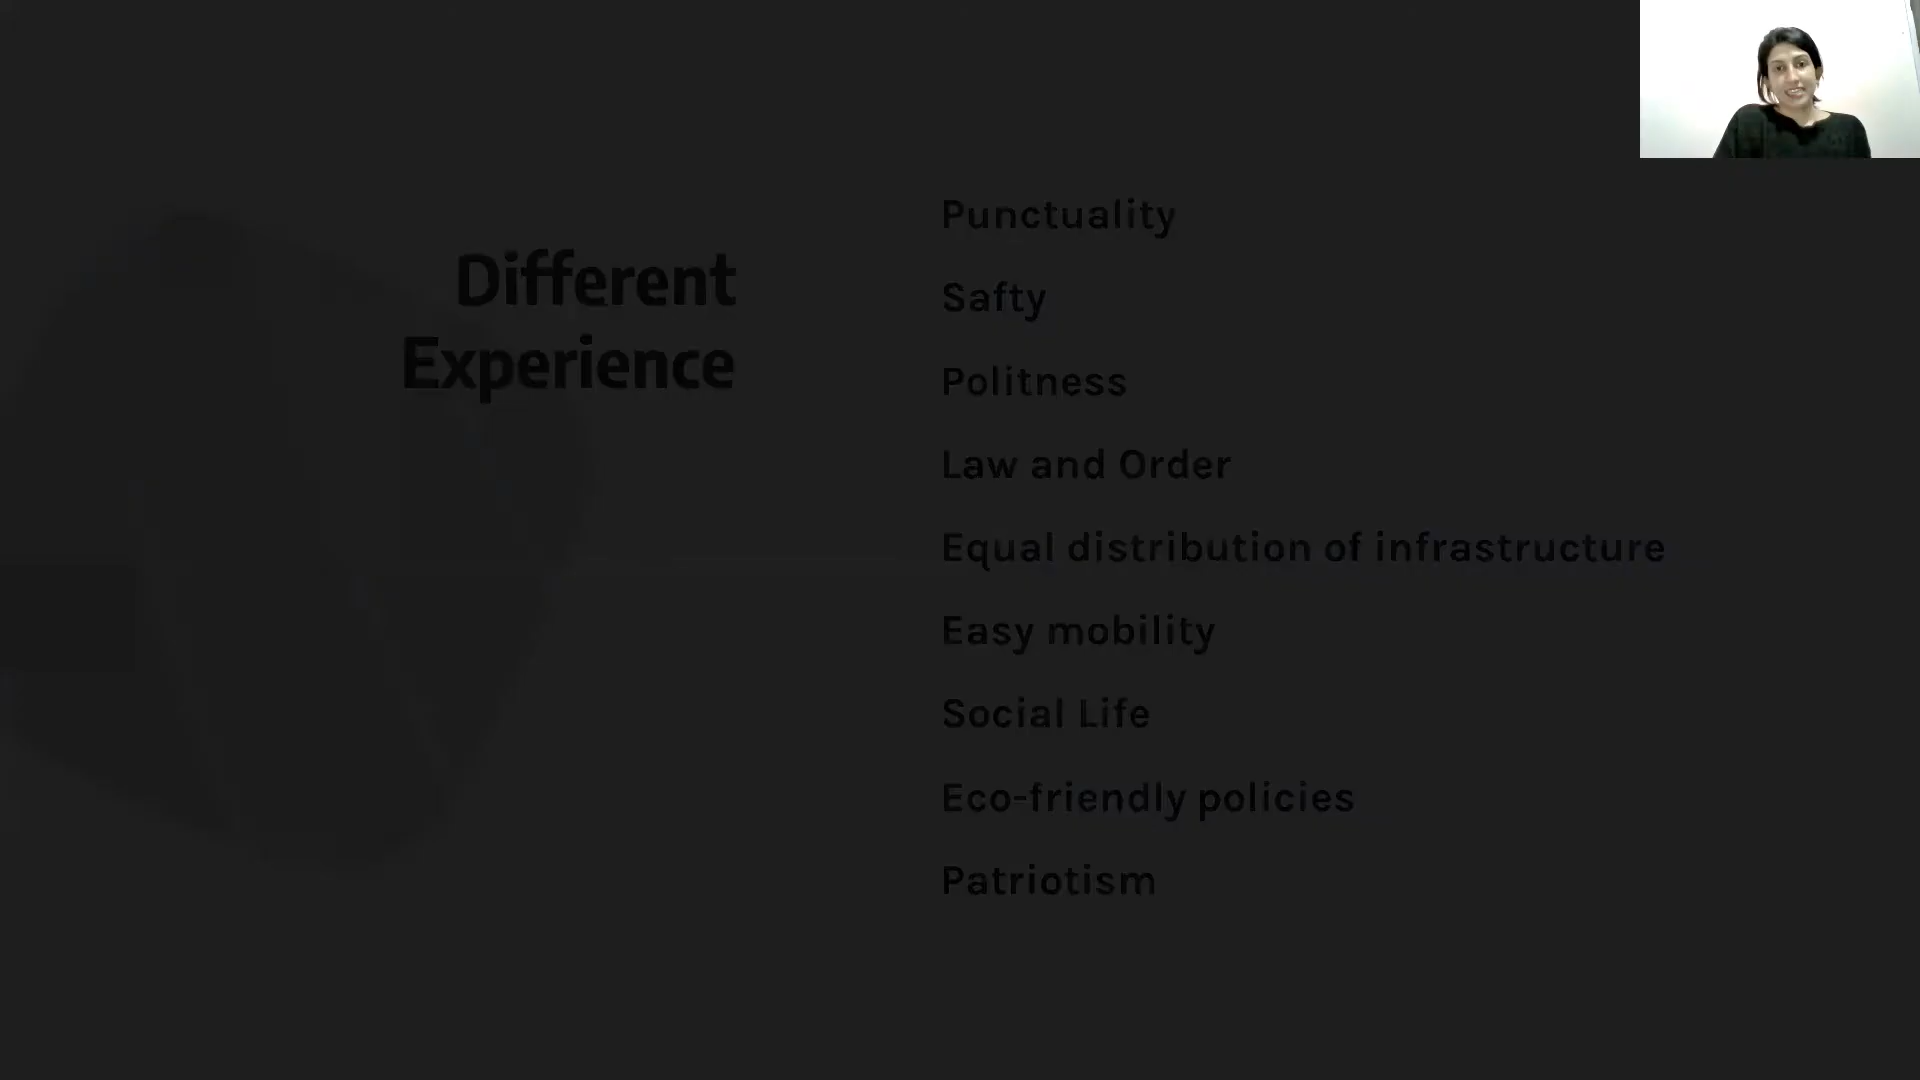 Different
Experience
Punctuality
Safty
Politness
Law and Order
Equal distribution of infrastructure
Easy mobility
Social Life
Eco-friendly policies
Patriotism